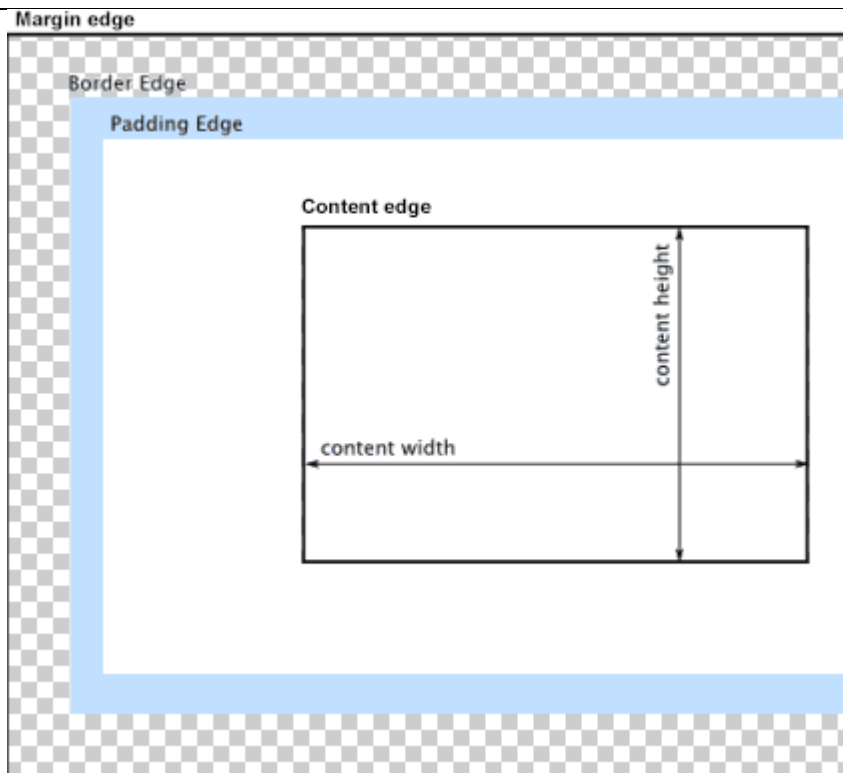 Margin edge
Border Edge
Padding Edge
Content edge
content height
content width